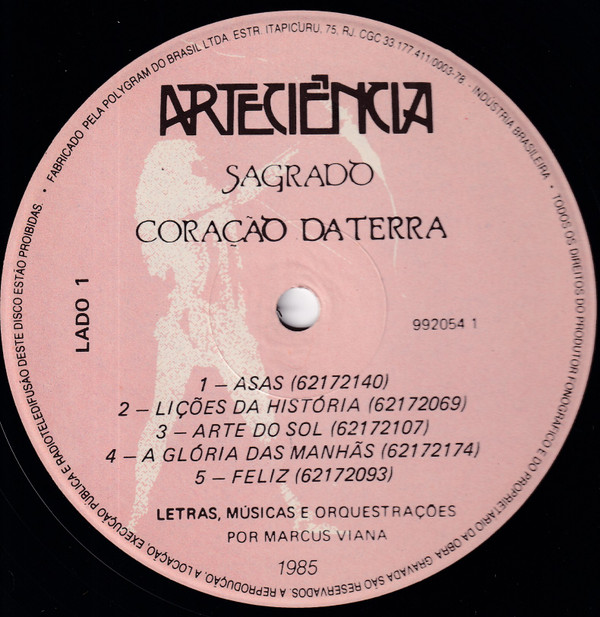 • FABRICADO PELA POLYGRAM DO BRASIL LTDA. ESTR. ITAPICURU, 75, RJ. CGC 33.177.411/0003-78 - INDÚSTRIA BRASILEIRA • TODOS OS DIREITOS DO PRODUTOR FONOGRÁFICO E DO PROPRIETÁRIO DA OBRA GRAVADA SÃO RESERVADOS. A REPRODUÇÃO, A LOCAÇÃO, EXECUÇÃO PÚBLICA E RADIOTELEDIFUSÃO DESTE DISCO ESTÃO PROIBIDAS.
ARTECIÊNCIA
SAGRADO
CORAÇÃO DA TERRA
LADO 1
992054 1
1 – ASAS (62172140)
2 – LIÇÕES DA HISTÓRIA (62172069)
3 – ARTE DO SOL (62172107)
4 – A GLÓRIA DAS MANHÃS (62172174)
5 – FELIZ (62172093)
LETRAS, MÚSICAS E ORQUESTRAÇÕES
POR MARCUS VIANA
1985